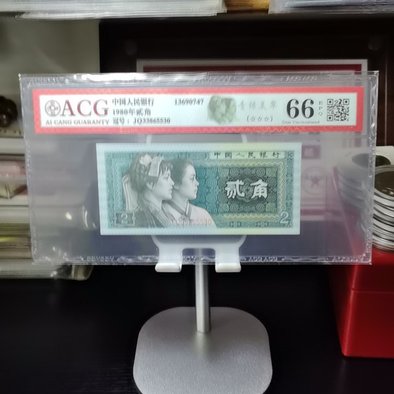 ACG
AI CANG GUARANTY
中国人民银行
1980年贰角
冠号: JQ33865536
13690747
66
EPQ
中国人民银行
贰角
2
2